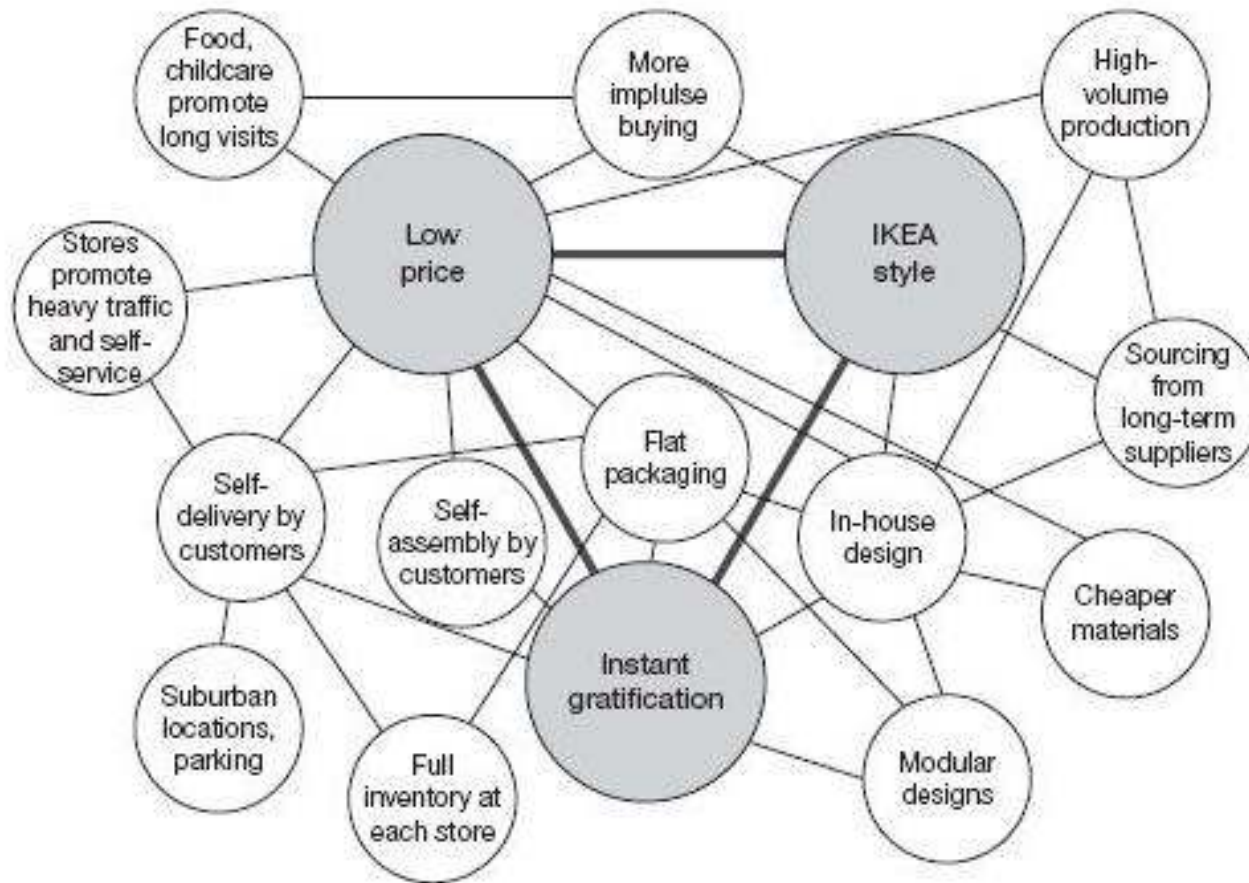 Food,
childcare
promote
long visits
More
implulse
buying
High-
volume
production
Low
price
IKEA
style
Stores
promote
heavy traffic
and self-
service
Sourcing
from
long-term
suppliers
Flat
packaging
Self-
delivery by
customers
Self-
assembly by
customers
In-house
design
Cheaper
materials
Instant
gratification
Suburban
locations,
parking
Full
inventory at
each store
Modular
designs